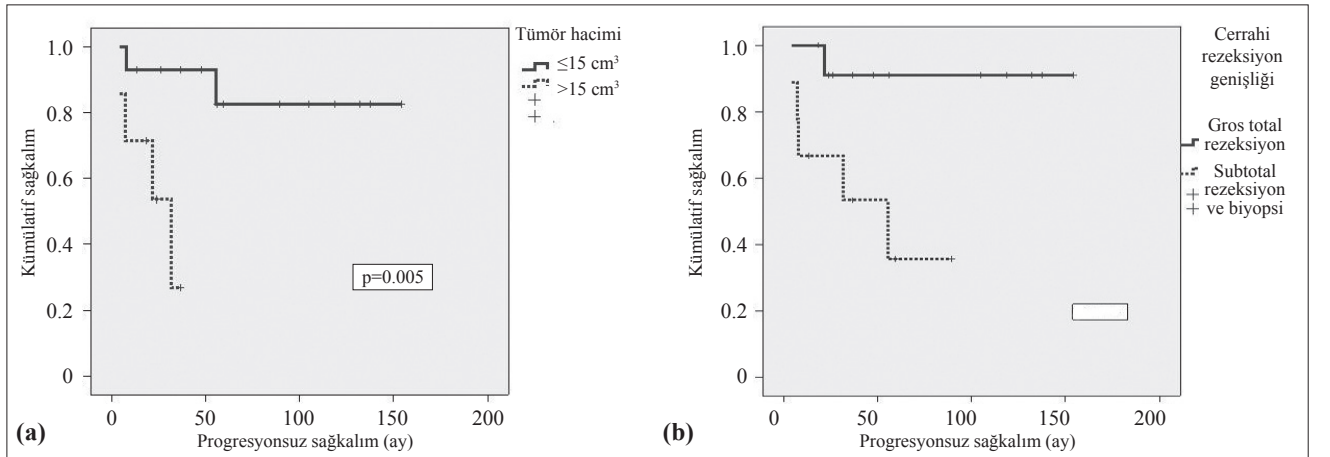 Tümör hacimi
≤15 cm³
>15 cm³
Kümülatif sağkalım
1.0
0.8
0.6
0.4
0.2
0
p=0.005
0 50 100 150 200
Progresyonsuz sağkalım (ay)
(a)
Cerrahi
rezeksiyon
genişliği
Gros total
rezeksiyon
Subtotal
rezeksiyon
ve biyopsi
Kümülatif sağkalım
1.0
0.8
0.6
0.4
0.2
0
0 50 100 150 200
Progresyonsuz sağkalım (ay)
(b)